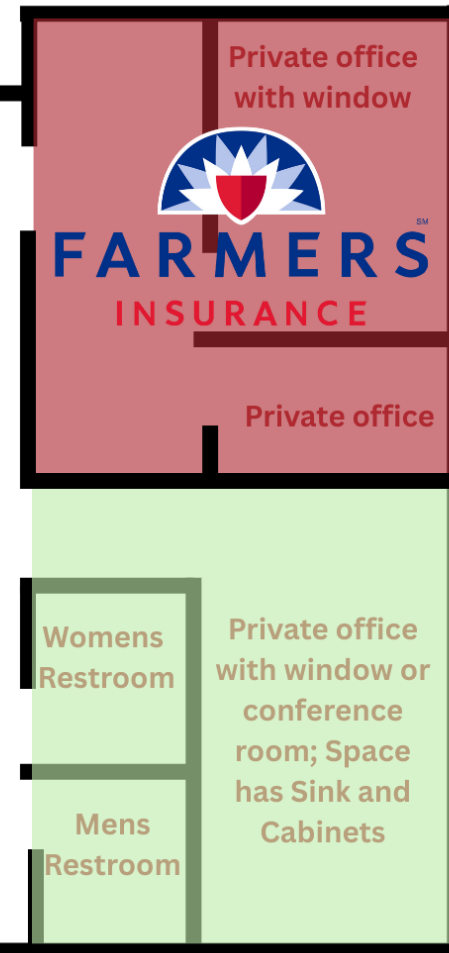 Private office
with window
SM
FARMERS
INSURANCE
Private office
Womens
Restroom
Private office
with window or
conference
room; Space
has Sink and
Cabinets
Mens
Restroom